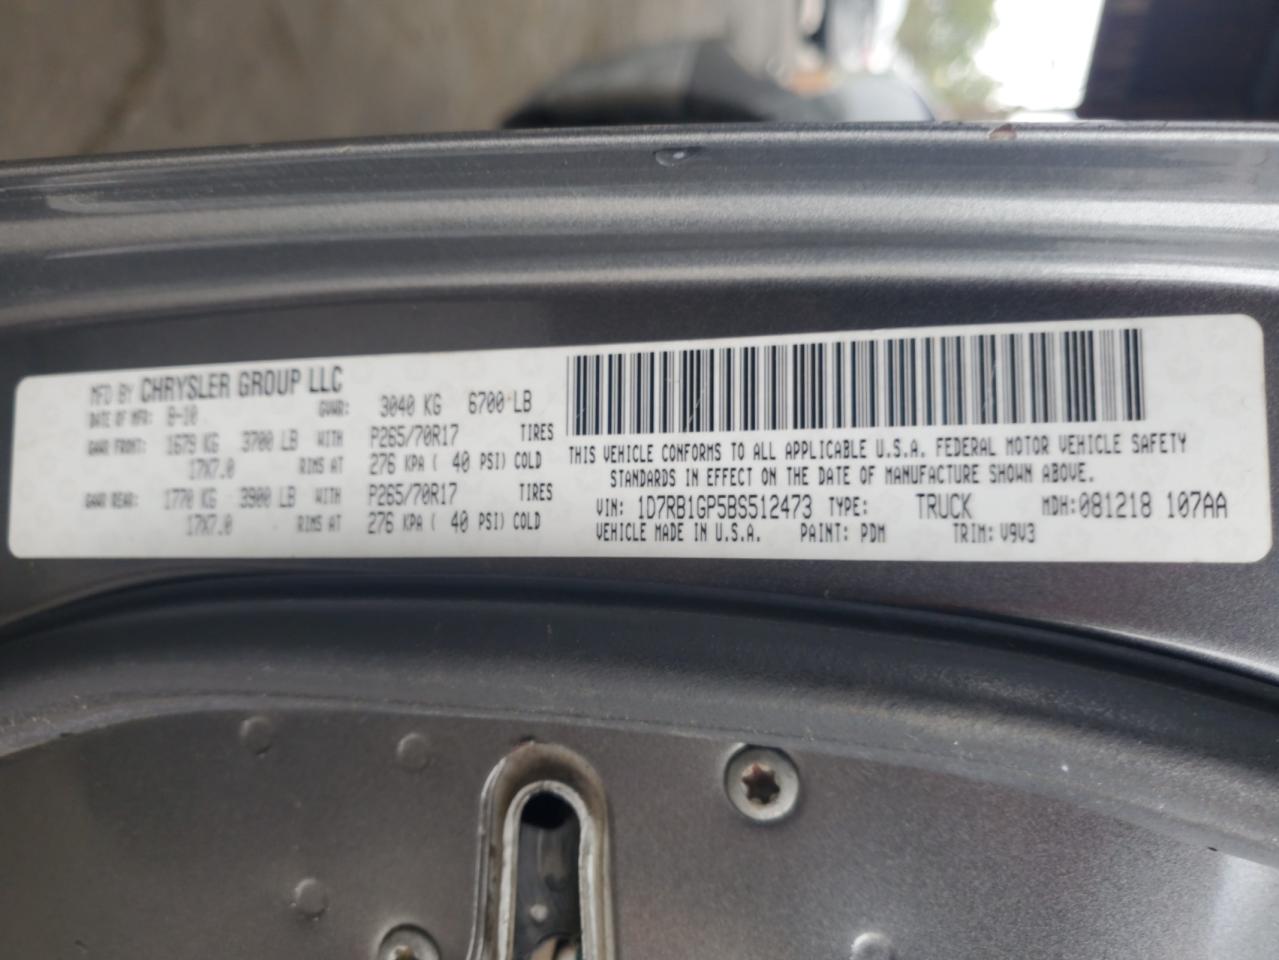 MFD BY CHRYSLER GROUP LLC
DATE OF MFR: 8-10 GVWR: 3040 KG 6700 LB
GAWR FRONT: 1679 KG 3700 LB WITH P265/70R17 TIRES
17X7.0 RIMS AT 276 KPA ( 40 PSI) COLD
GAWR REAR: 1770 KG 3900 LB WITH P265/70R17 TIRES
17X7.0 RIMS AT 276 KPA ( 40 PSI) COLD
THIS VEHICLE CONFORMS TO ALL APPLICABLE U.S.A. FEDERAL MOTOR VEHICLE SAFETY
STANDARDS IN EFFECT ON THE DATE OF MANUFACTURE SHOWN ABOVE.
VIN: 1D7RB1GP5BS512473 TYPE: TRUCK MDH:081218 107AA
VEHICLE MADE IN U.S.A. PAINT: PDM TRIM: V9V3